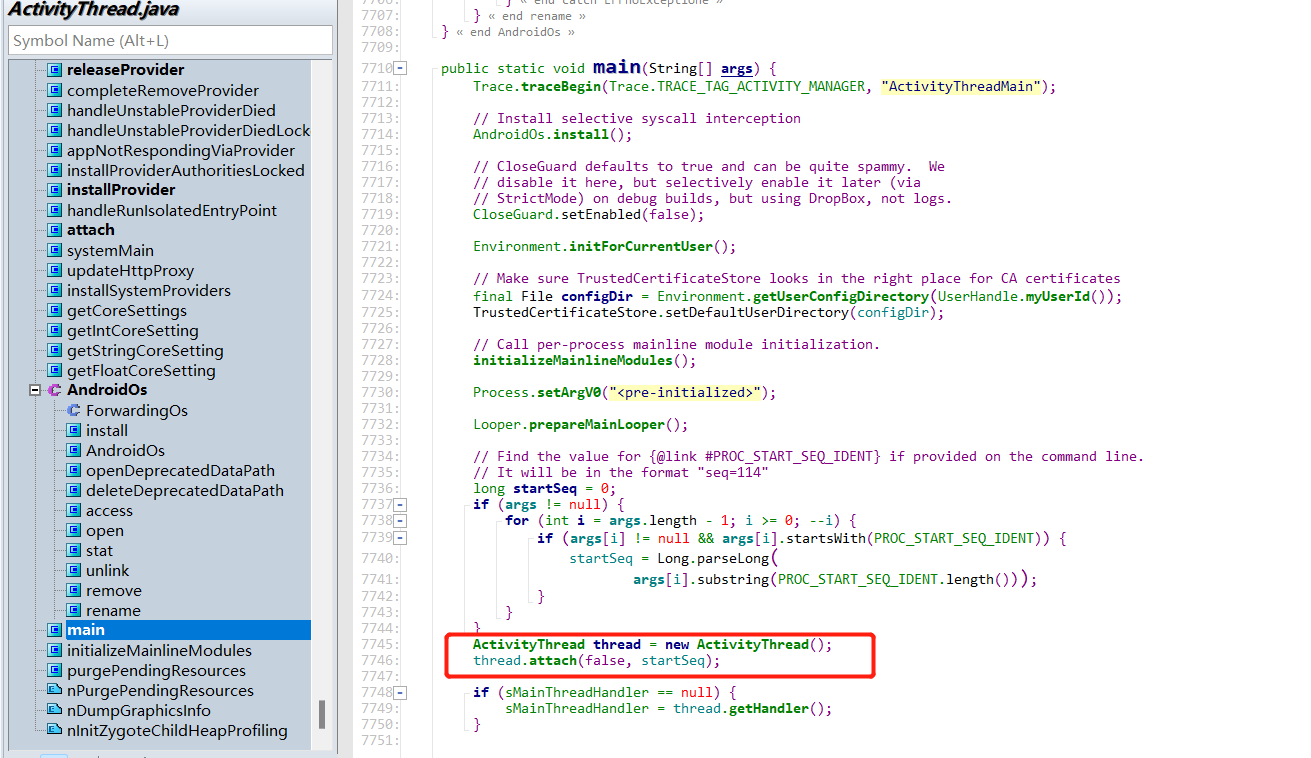 ActivityThread.java
Symbol Name (Alt+L)
releaseProvider
completeRemoveProvider
handleUnstableProviderDied
handleUnstableProviderDiedLock
appNotRespondingViaProvider
installProviderAuthoritiesLocked
installProvider
handleRunIsolatedEntryPoint
attach
systemMain
updateHttpProxy
installSystemProviders
getCoreSettings
getIntCoreSetting
getStringCoreSetting
getFloatCoreSetting
AndroidOs
ForwardingOs
install
AndroidOs
openDeprecatedDataPath
deleteDeprecatedDataPath
access
open
stat
unlink
remove
rename
main
initializeMainlineModules
purgePendingResources
nPurgePendingResources
nDumpGraphicsInfo
nInitZygoteChildHeapProfiling
7706: } « end catch ErrnoExceptione »
7707: } « end rename »
7708: } « end AndroidOs »
7709:
7710: public static void main(String[] args) {
7711: Trace.traceBegin(Trace.TRACE_TAG_ACTIVITY_MANAGER, "ActivityThreadMain");
7712:
7713: // Install selective syscall interception
7714: AndroidOs.install();
7715:
7716: // CloseGuard defaults to true and can be quite spammy.  We
7717: // disable it here, but selectively enable it later (via
7718: // StrictMode) on debug builds, but using DropBox, not logs.
7719: CloseGuard.setEnabled(false);
7720:
7721: Environment.initForCurrentUser();
7722:
7723: // Make sure TrustedCertificateStore looks in the right place for CA certificates
7724: final File configDir = Environment.getUserConfigDirectory(UserHandle.myUserId());
7725: TrustedCertificateStore.setDefaultUserDirectory(configDir);
7726:
7727: // Call per-process mainline module initialization.
7728: initializeMainlineModules();
7729:
7730: Process.setArgV0("<pre-initialized>");
7731:
7732: Looper.prepareMainLooper();
7733:
7734: // Find the value for {@link #PROC_START_SEQ_IDENT} if provided on the command line.
7735: // It will be in the format "seq=114"
7736: long startSeq = 0;
7737: if (args != null) {
7738: for (int i = args.length - 1; i >= 0; --i) {
7739: if (args[i] != null && args[i].startsWith(PROC_START_SEQ_IDENT)) {
7740: startSeq = Long.parseLong(
7741: args[i].substring(PROC_START_SEQ_IDENT.length()));
7742: }
7743: }
7744: }
7745: ActivityThread thread = new ActivityThread();
7746: thread.attach(false, startSeq);
7747:
7748: if (sMainThreadHandler == null) {
7749: sMainThreadHandler = thread.getHandler();
7750: }
7751: